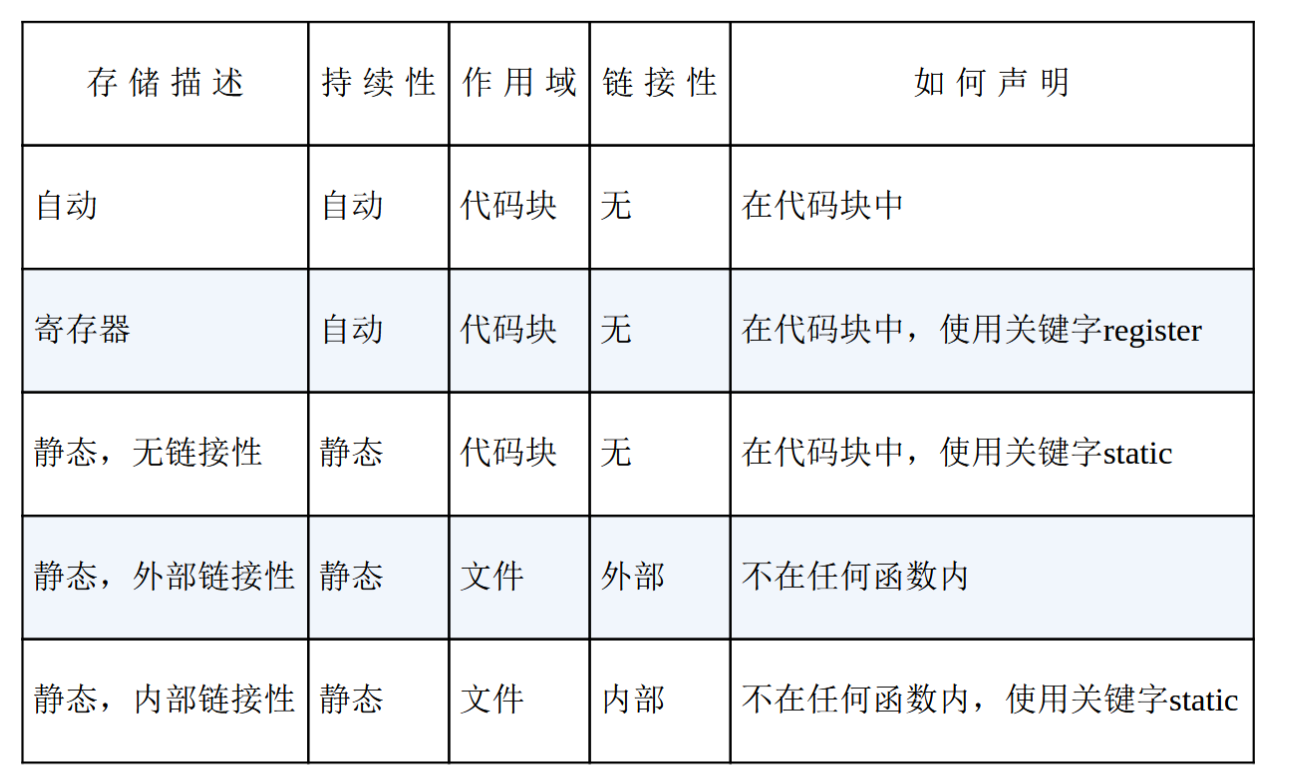 存储描述 持续性 作用域 链接性 如何声明
自动 自动 代码块 无 在代码块中
寄存器 自动 代码块 无 在代码块中，使用关键字register
静态，无链接性 静态 代码块 无 在代码块中，使用关键字static
静态，外部链接性 静态 文件 外部 不在任何函数内
静态，内部链接性 静态 文件 内部 不在任何函数内，使用关键字static